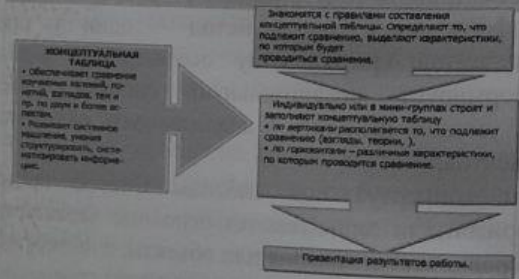 КОНЦЕПТУАЛЬНАЯ
ТАБЛИЦА
• Обеспечивает сравнение
изучаемых явлений, по-
нятий, взглядов, тем и
пр. по двум и более ас-
пектам.
• Развивает системное
мышление, умения
структурировать, систе-
матизировать информа-
цию.
Знакомятся с правилами составления
концептуальной таблицы. Определяют то, что
подлежит сравнению, выделяют характеристики,
по которым будет
проводиться сравнение.
Индивидуально или в мини-группах строят и
заполняют концептуальную таблицу
• по вертикали располагается то, что подлежит
сравнению (взгляды, теории, ).
• по горизонтали – различные характеристики,
по которым проводится сравнение.
Презентация результатов работы.